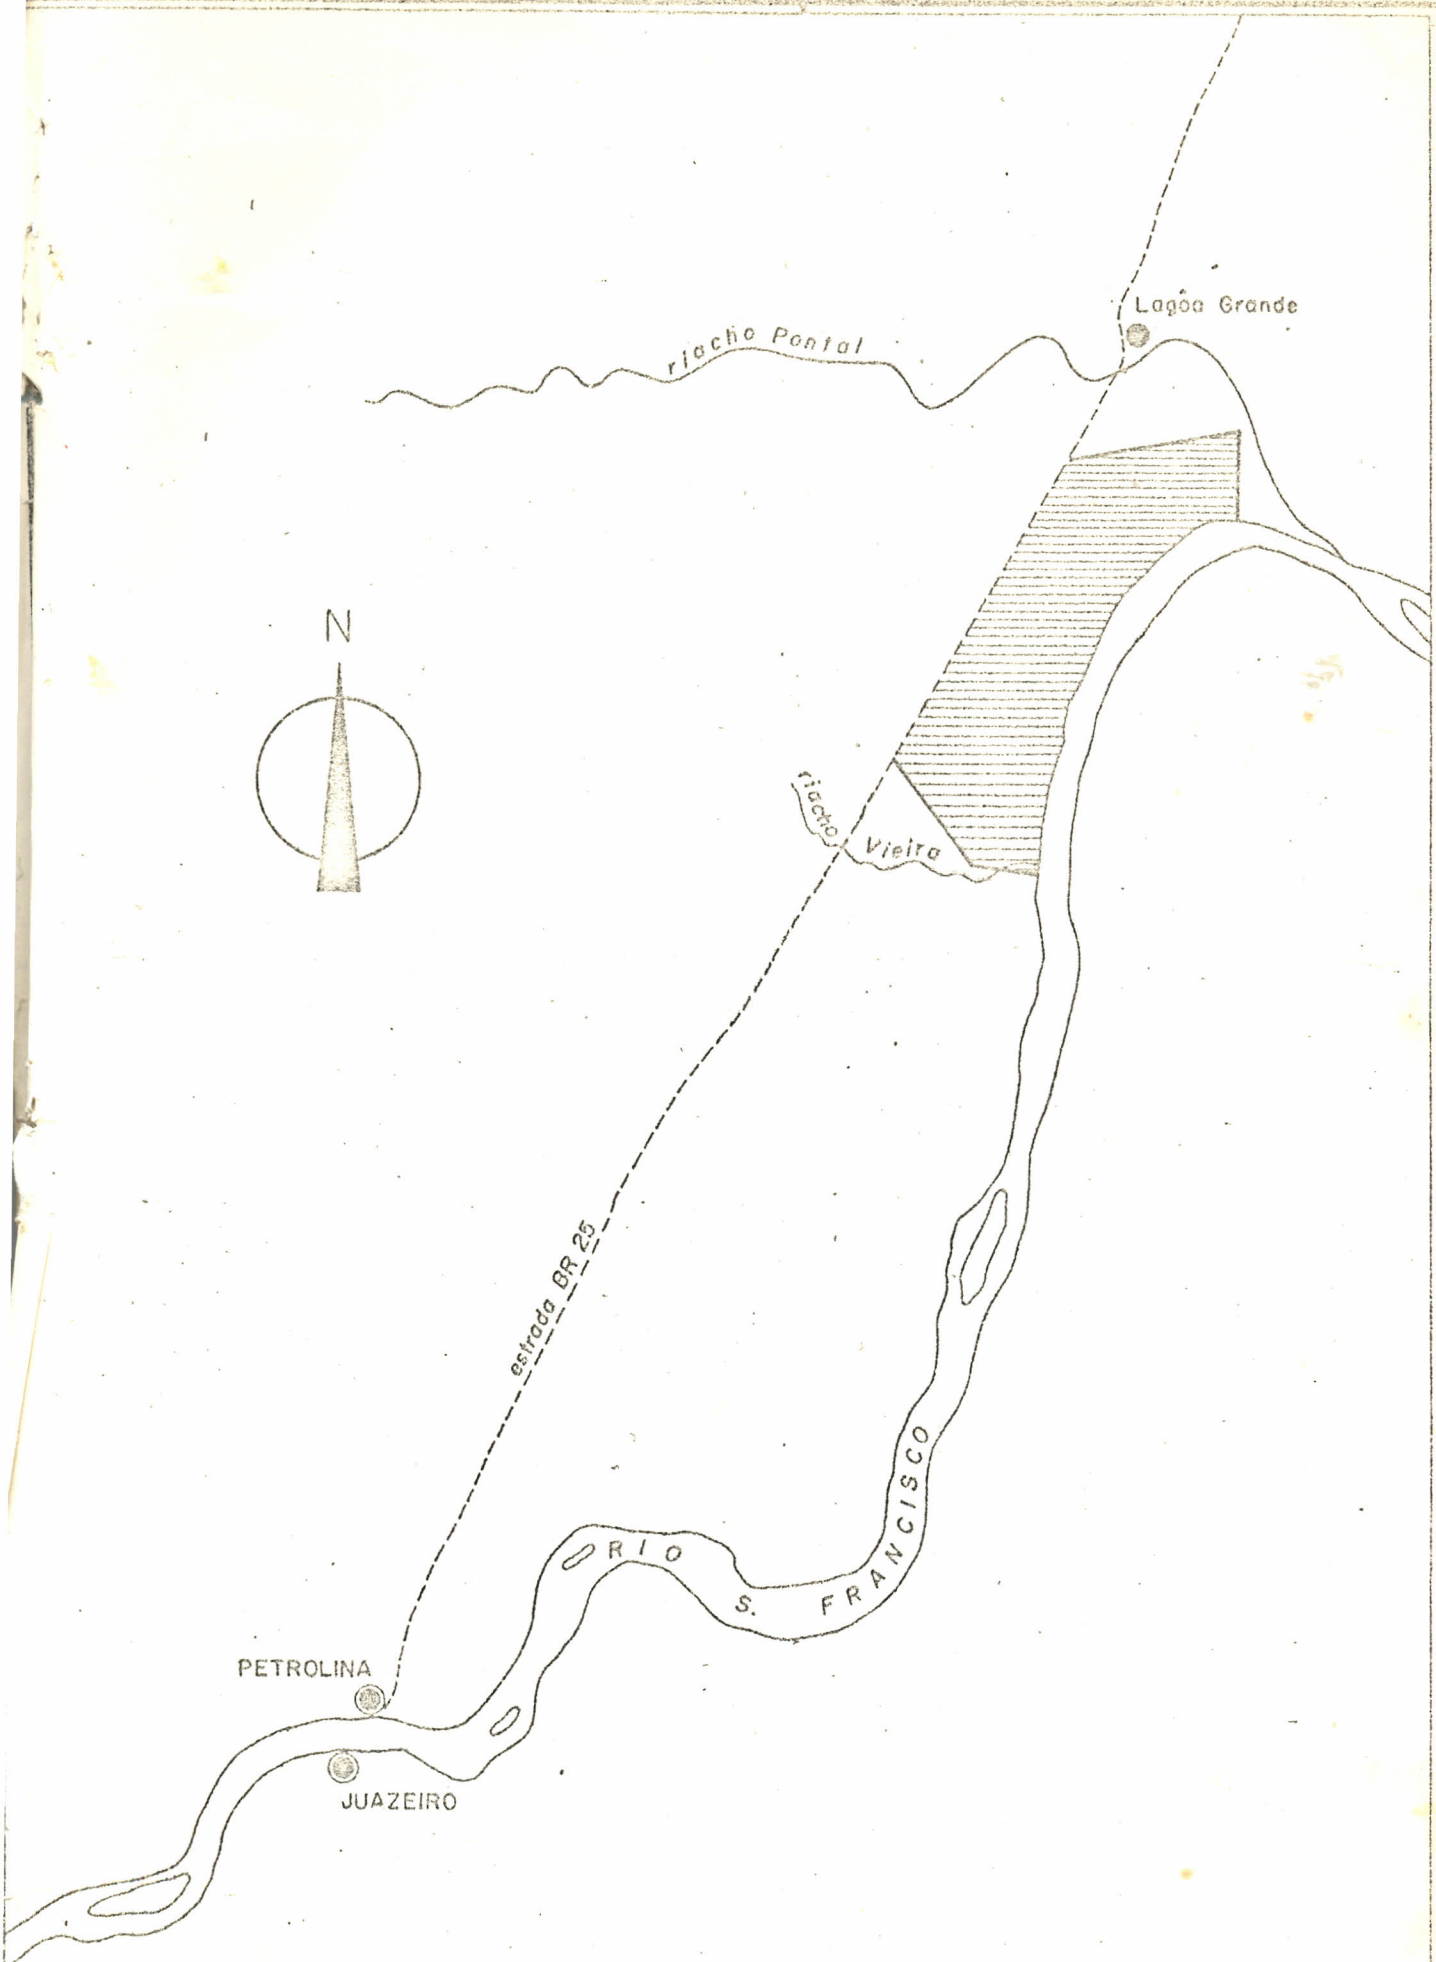 Lagôa Grande
riacho Pontal
N
riacho Vieira
estrada BR 25
RIO S. FRANCISCO
PETROLINA
JUAZEIRO